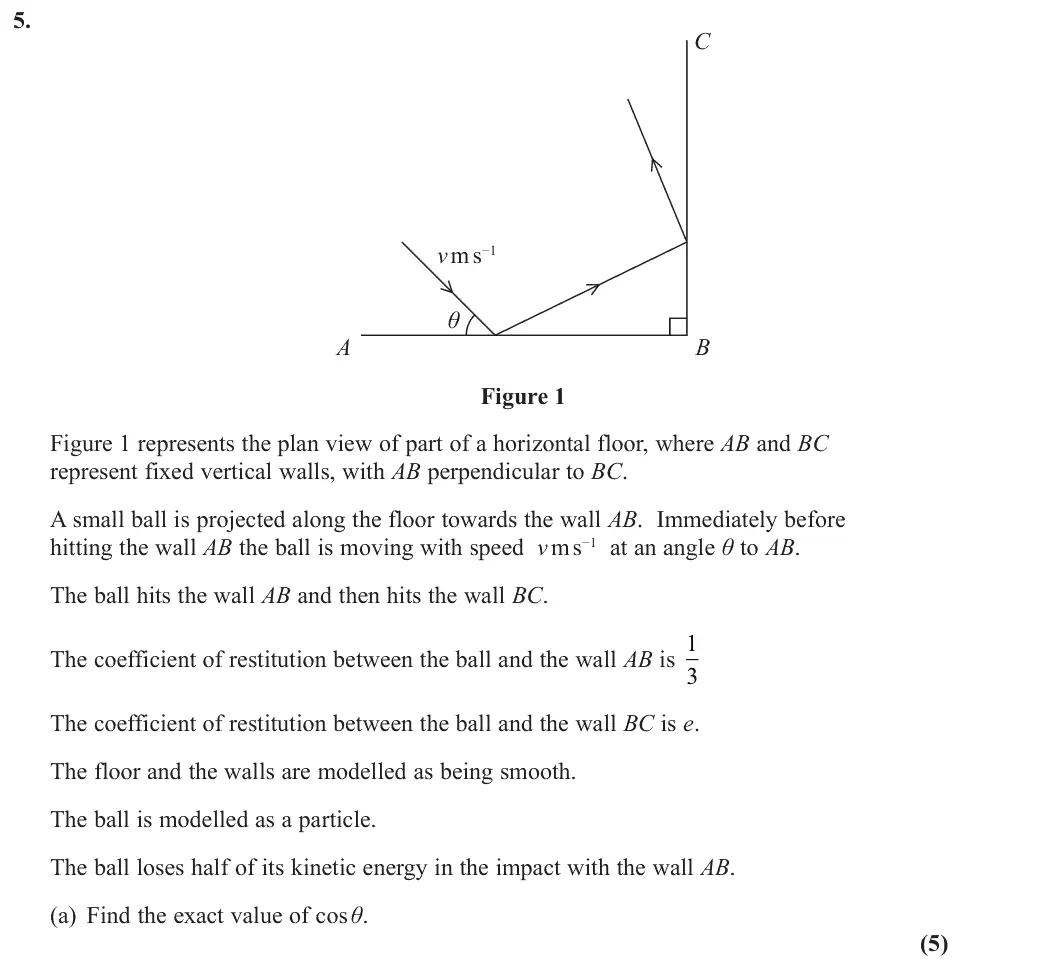 5.
C
v m s⁻¹
θ
A
B
Figure 1
Figure 1 represents the plan view of part of a horizontal floor, where AB and BC
represent fixed vertical walls, with AB perpendicular to BC.
A small ball is projected along the floor towards the wall AB. Immediately before
hitting the wall AB the ball is moving with speed v m s⁻¹ at an angle θ to AB.
The ball hits the wall AB and then hits the wall BC.
The coefficient of restitution between the ball and the wall AB is 1/3
The coefficient of restitution between the ball and the wall BC is e.
The floor and the walls are modelled as being smooth.
The ball is modelled as a particle.
The ball loses half of its kinetic energy in the impact with the wall AB.
(a) Find the exact value of cos θ.
(5)